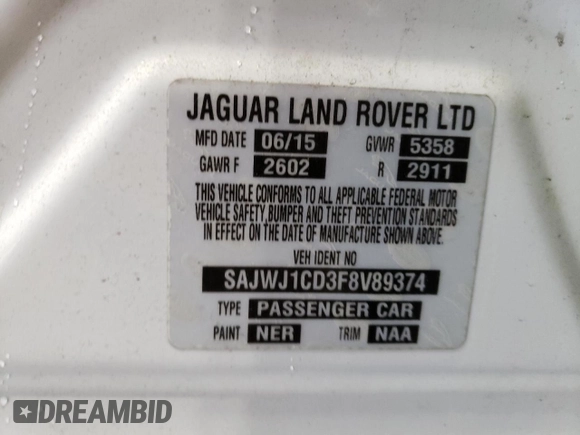 JAGUAR LAND ROVER LTD
MFD DATE 06/15 GVWR 5358
GAWR F 2602 R 2911
THIS VEHICLE CONFORMS TO ALL APPLICABLE FEDERAL MOTOR
VEHICLE SAFETY, BUMPER AND THEFT PREVENTION STANDARDS
IN EFFECT ON THE DATE OF MANUFACTURE SHOWN ABOVE.
VEH IDENT NO
SAJWJ1CD3F8V89374
TYPE PASSENGER CAR
PAINT NER TRIM NAA
DREAMBID